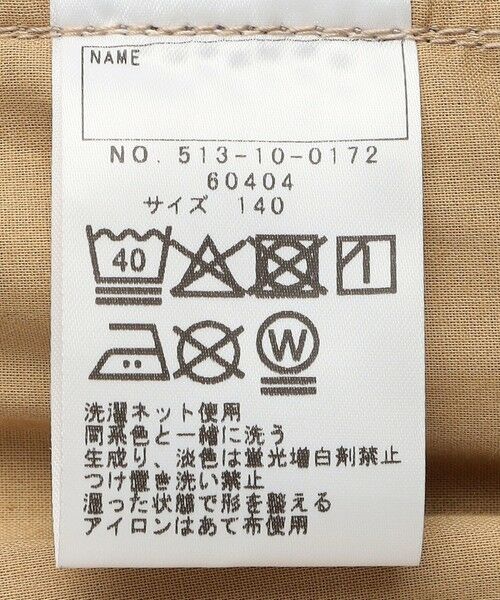 NAME
NO. 513-10-0172
60404
サイズ 140
40
W
洗濯ネット使用
同系色と一緒に洗う
生成り、淡色は蛍光増白剤禁止
つけ置き洗い禁止
湿った状態で形を整える
アイロンはあて布使用